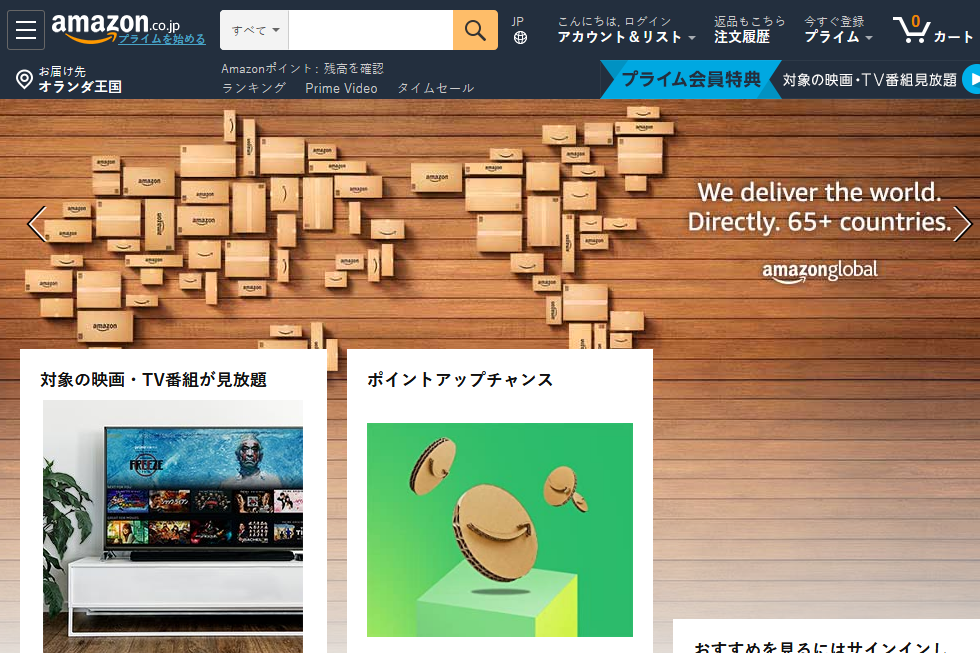 amazon.co.jp
プライムを始める
すべて
JP
こんにちは, ログイン
アカウント＆リスト
返品もこちら
注文履歴
今すぐ登録
プライム
0
カート
お届け先
オランダ王国
Amazonポイント: 残高を確認
ランキング Prime Video タイムセール
プライム会員特典
対象の映画・TV番組見放題
We deliver the world.
Directly. 65+ countries.
amazonglobal
対象の映画・TV番組が見放題
FREEZE
ポイントアップチャンス
おすすめを見るにはサインインし